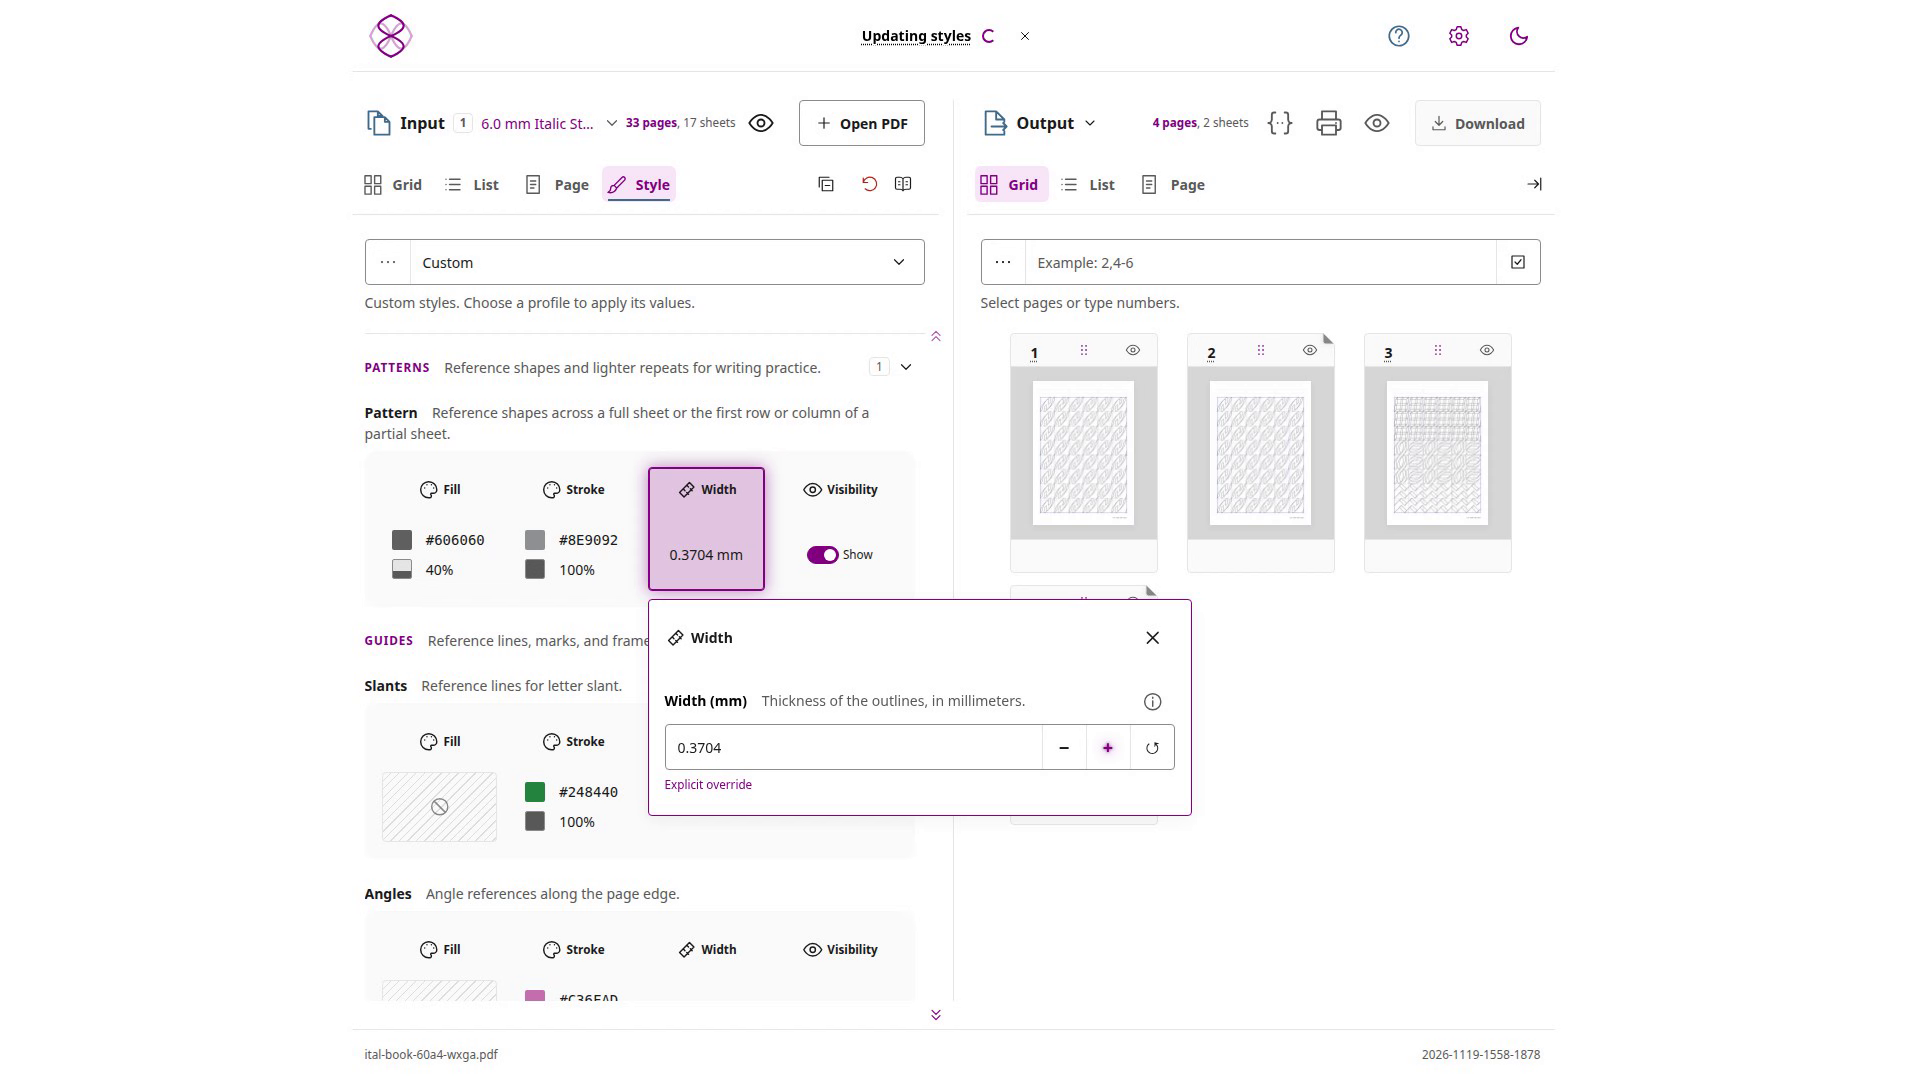 Updating styles
Input 1 6.0 mm Italic St... 33 pages, 17 sheets Open PDF
Grid List Page Style
Custom
Custom styles. Choose a profile to apply its values.
PATTERNS Reference shapes and lighter repeats for writing practice. 1
Pattern Reference shapes across a full sheet or the first row or column of a
partial sheet.
Fill Stroke Width Visibility
#606060 #8E9092 0.3704 mm Show
40% 100%
GUIDES Reference lines, marks, and frame
Slants Reference lines for letter slant.
Fill Stroke
#248440
100%
Angles Angle references along the page edge.
Fill Stroke Width Visibility
Width
Width (mm) Thickness of the outlines, in millimeters.
0.3704
Explicit override
Output 4 pages, 2 sheets Download
Grid List Page
Example: 2,4-6
Select pages or type numbers.
1 2 3
ital-book-60a4-wxga.pdf 2026-1119-1558-1878